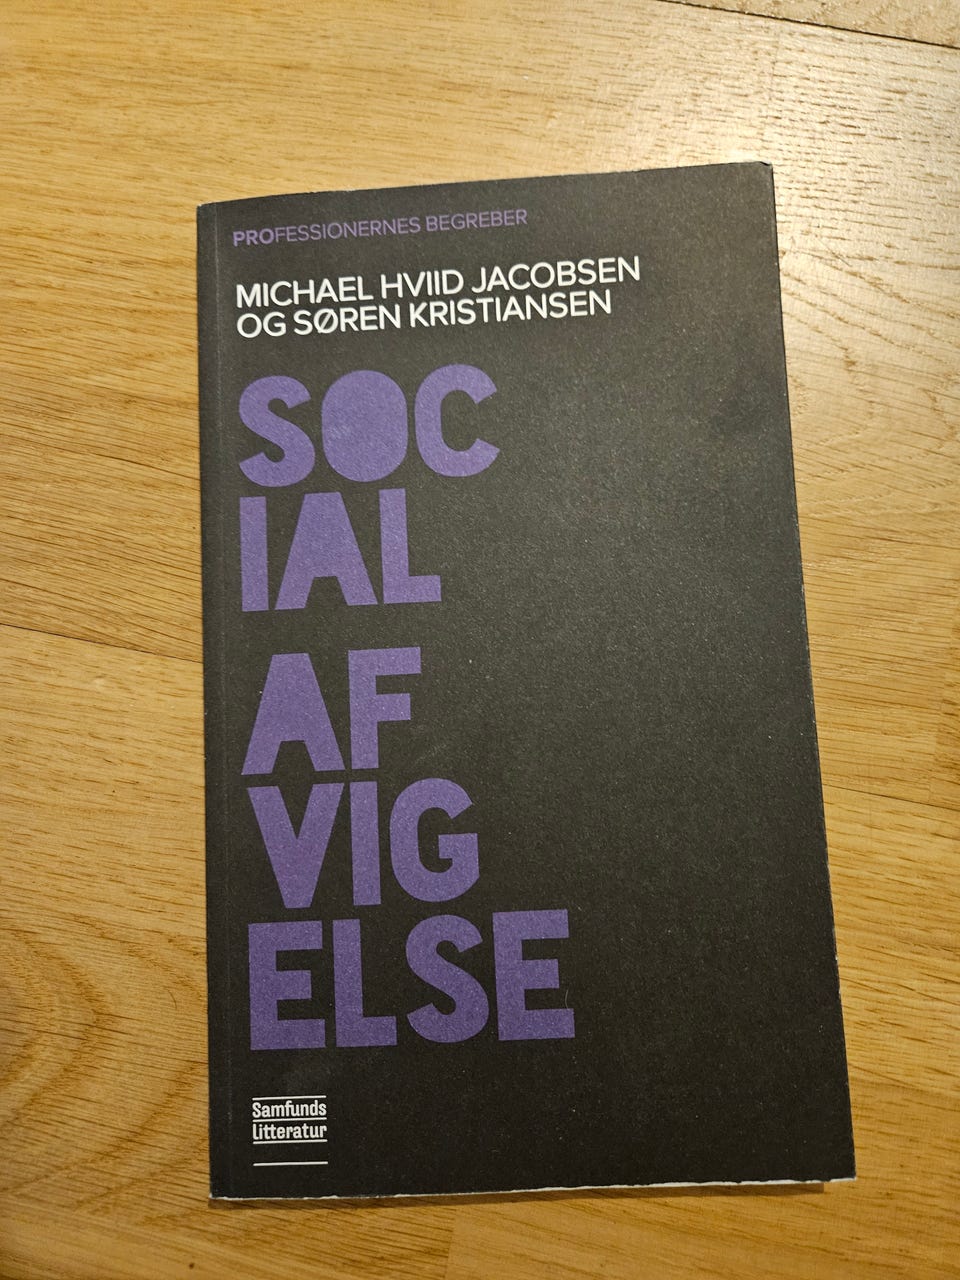 PROFESSIONERNES BEGREBER
MICHAEL HVIID JACOBSEN
OG SØREN KRISTIANSEN
SOC
IAL
AF
VIG
ELSE
Samfunds
litteratur